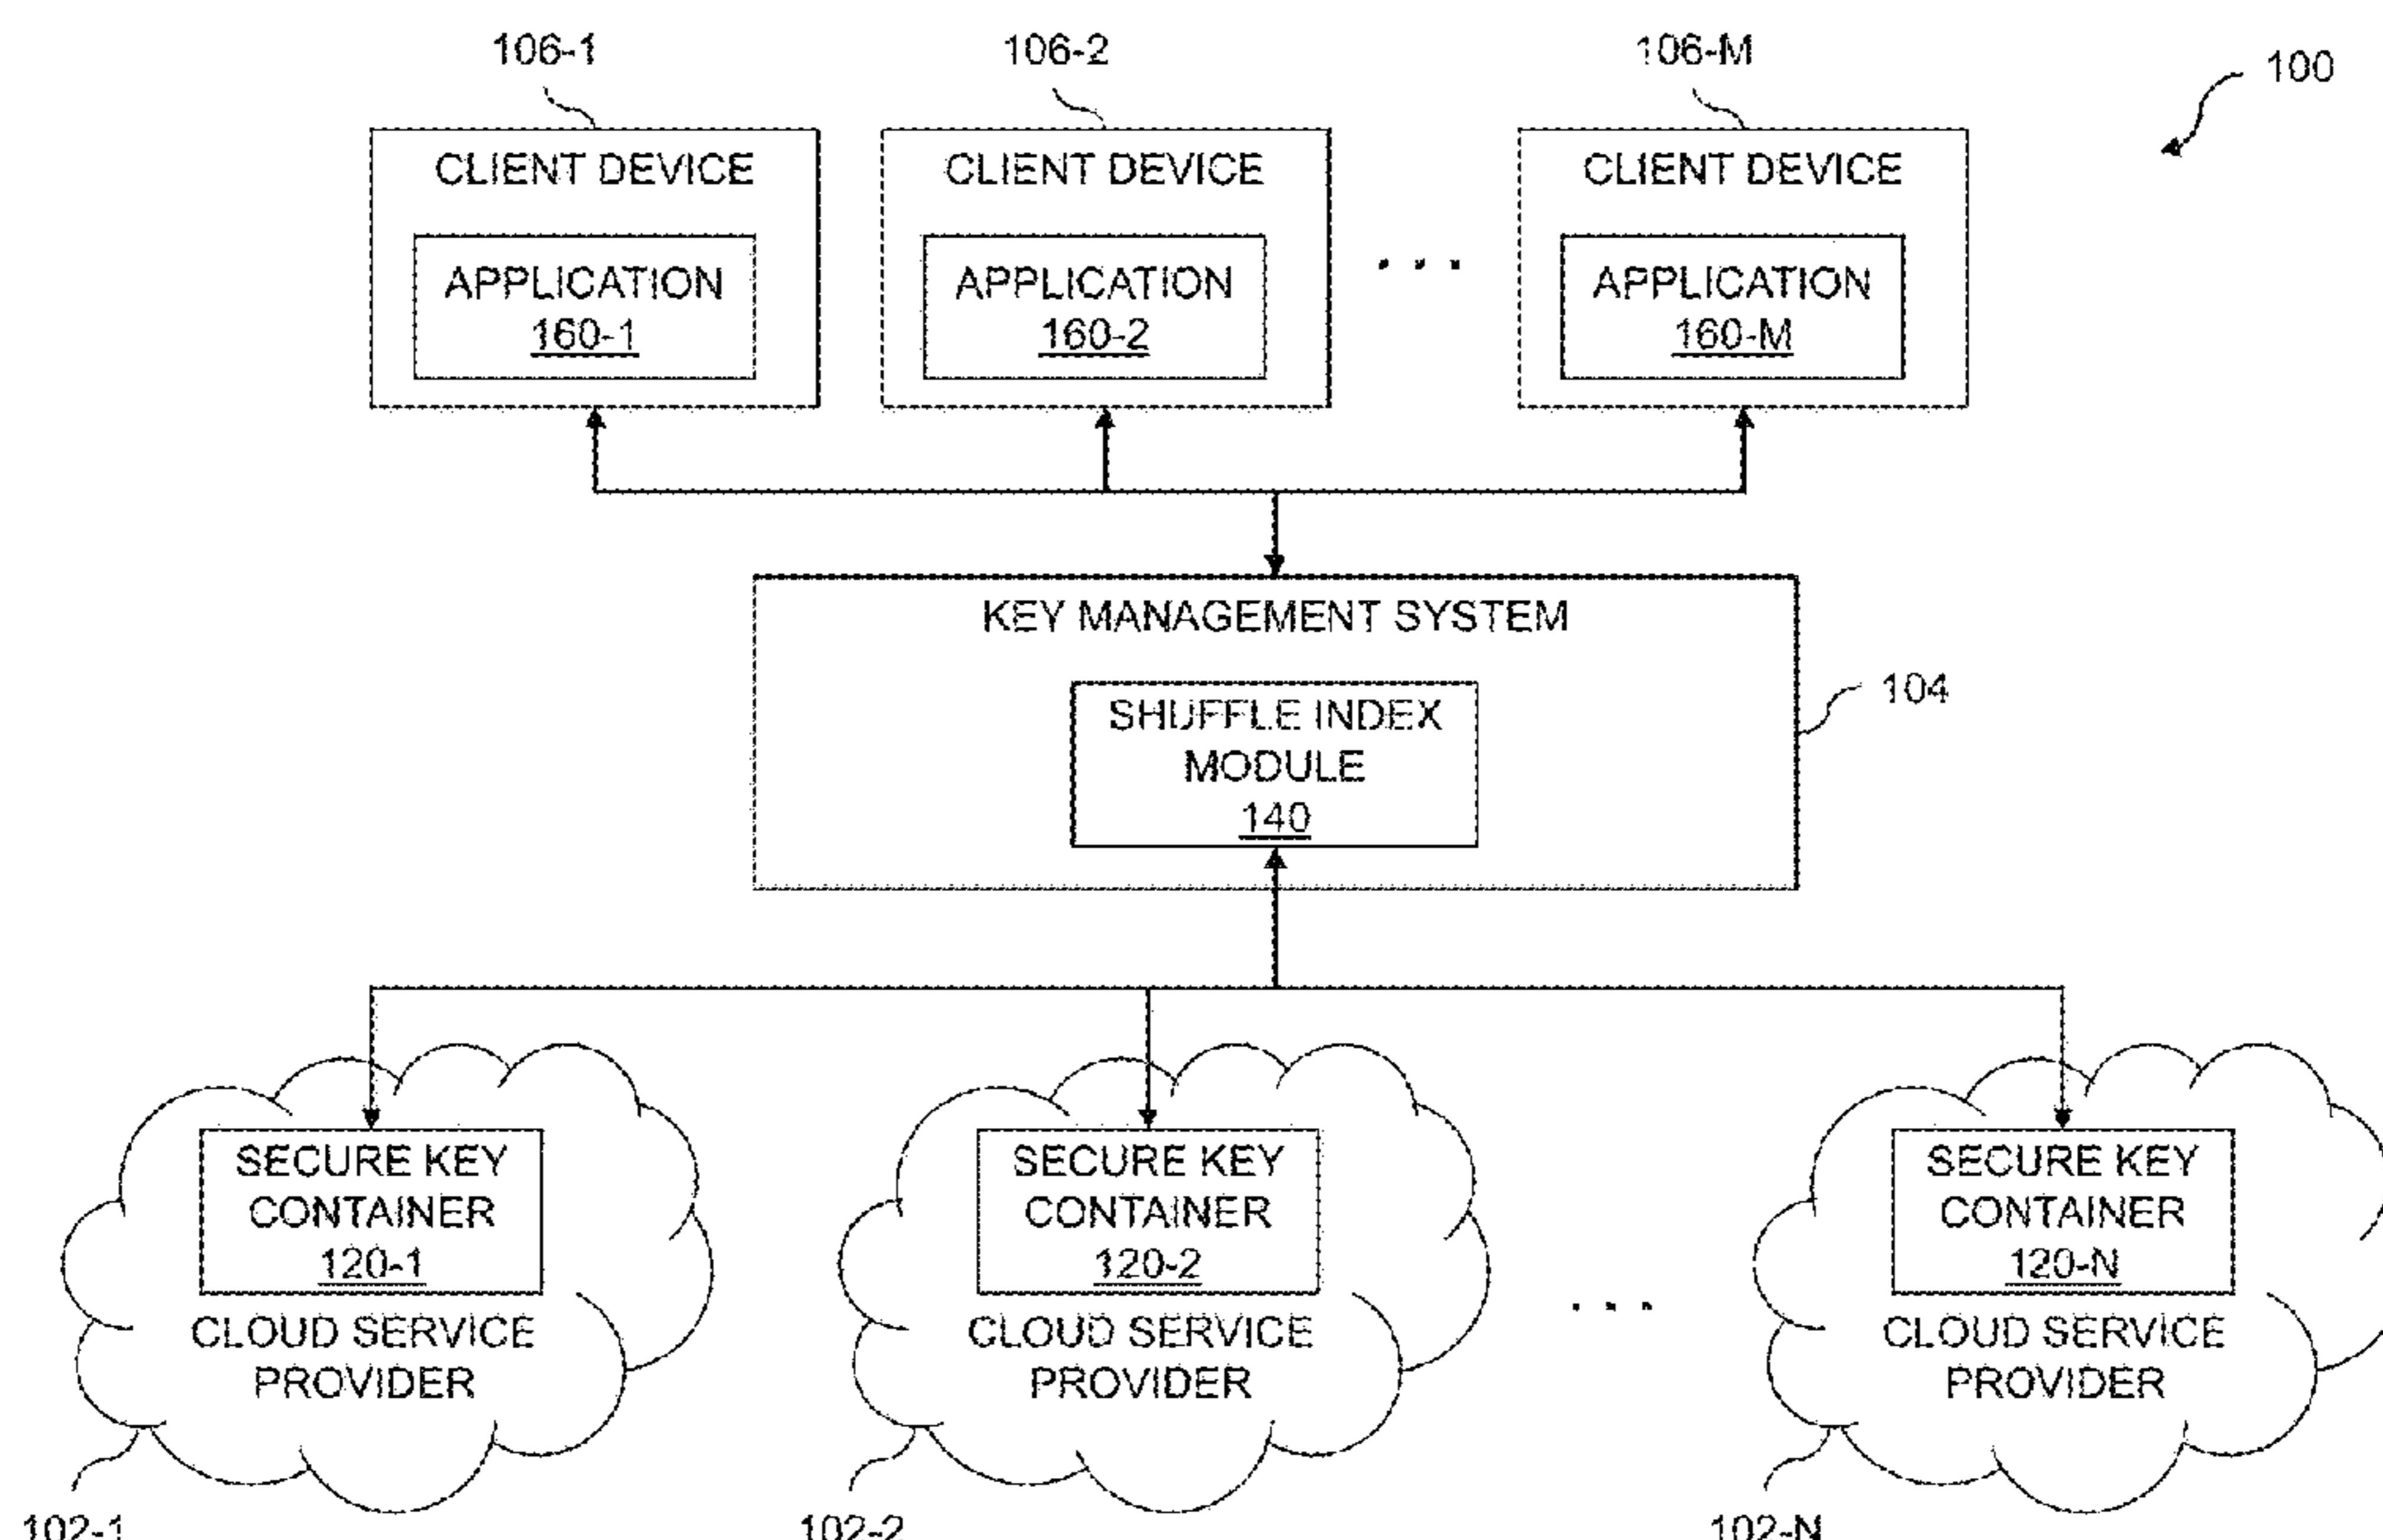 106-1
106-2
106-M
100
CLIENT DEVICE
APPLICATION
160-1
CLIENT DEVICE
APPLICATION
160-2
. . .
CLIENT DEVICE
APPLICATION
160-M
KEY MANAGEMENT SYSTEM
SHUFFLE INDEX
MODULE
140
104
SECURE KEY
CONTAINER
120-1
CLOUD SERVICE
PROVIDER
SECURE KEY
CONTAINER
120-2
CLOUD SERVICE
PROVIDER
. . .
SECURE KEY
CONTAINER
120-N
CLOUD SERVICE
PROVIDER
102-1
102-2
102-N